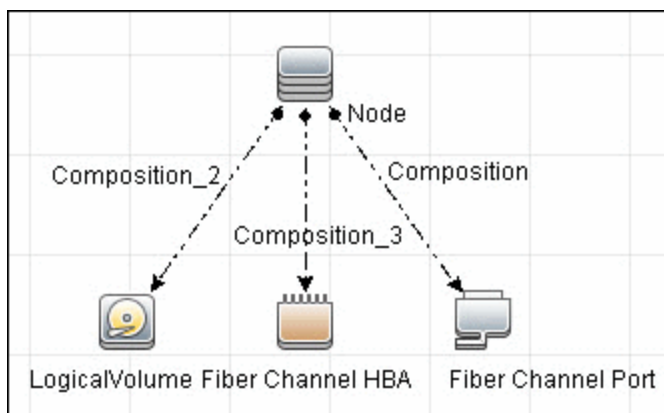 Node
Composition_2
Composition
Composition_3
LogicalVolume
Fiber Channel HBA
Fiber Channel Port